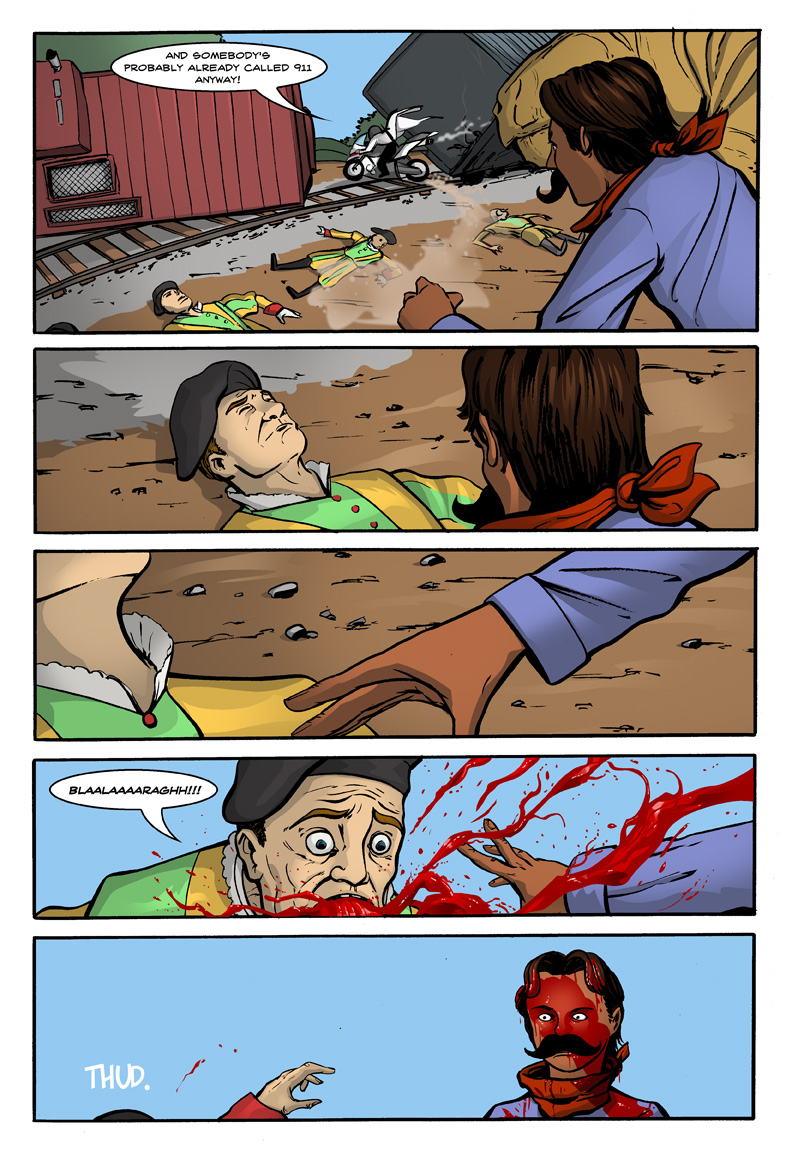 AND SOMEBODY'S
PROBABLY ALREADY CALLED 911
ANYWAY!
BLAALAAAARAGHH!!!
THUD.